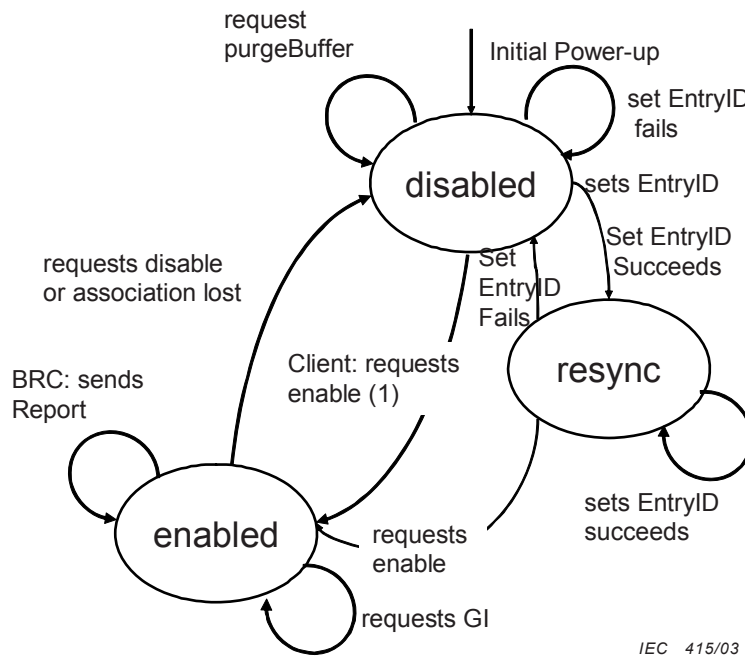 request
purgeBuffer
Initial Power-up
set EntryID
fails
disabled
sets EntryID
Set EntryID
Succeeds
Set
EntryID
Fails
requests disable
or association lost
Client: requests
enable (1)
resync
BRC: sends
Report
enabled
requests
enable
sets EntryID
succeeds
requests GI
IEC 415/03